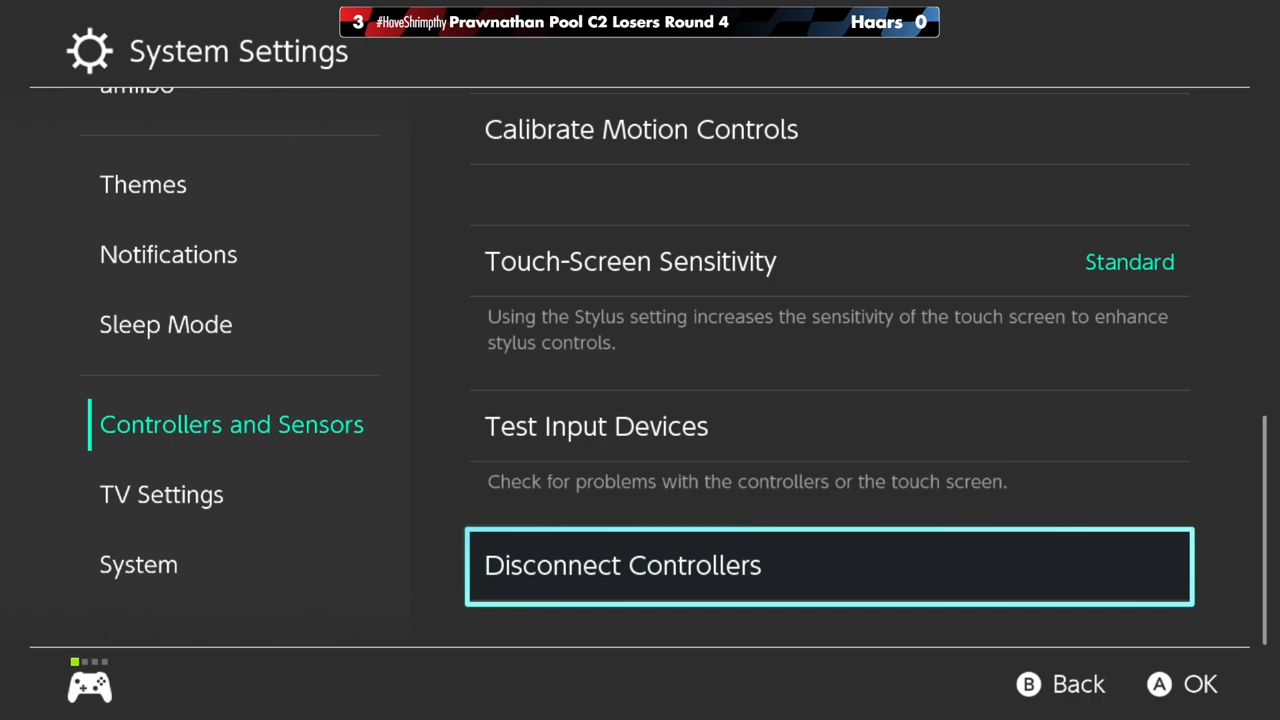 3 #HaveShrimpthy Prawnathan Pool C2 Losers Round 4 Haars 0
System Settings
amiibo
Themes
Notifications
Sleep Mode
Controllers and Sensors
TV Settings
System
Calibrate Motion Controls
Touch-Screen Sensitivity Standard
Using the Stylus setting increases the sensitivity of the touch screen to enhance
stylus controls.
Test Input Devices
Check for problems with the controllers or the touch screen.
Disconnect Controllers
B Back A OK